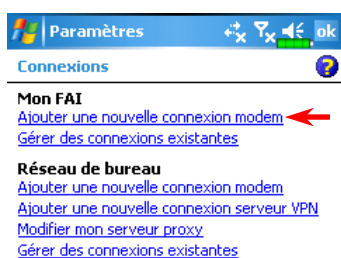 Paramètres
ok
Connexions
?
Mon FAI
Ajouter une nouvelle connexion modem
Gérer des connexions existantes
Réseau de bureau
Ajouter une nouvelle connexion modem
Ajouter une nouvelle connexion serveur VPN
Modifier mon serveur proxy
Gérer des connexions existantes